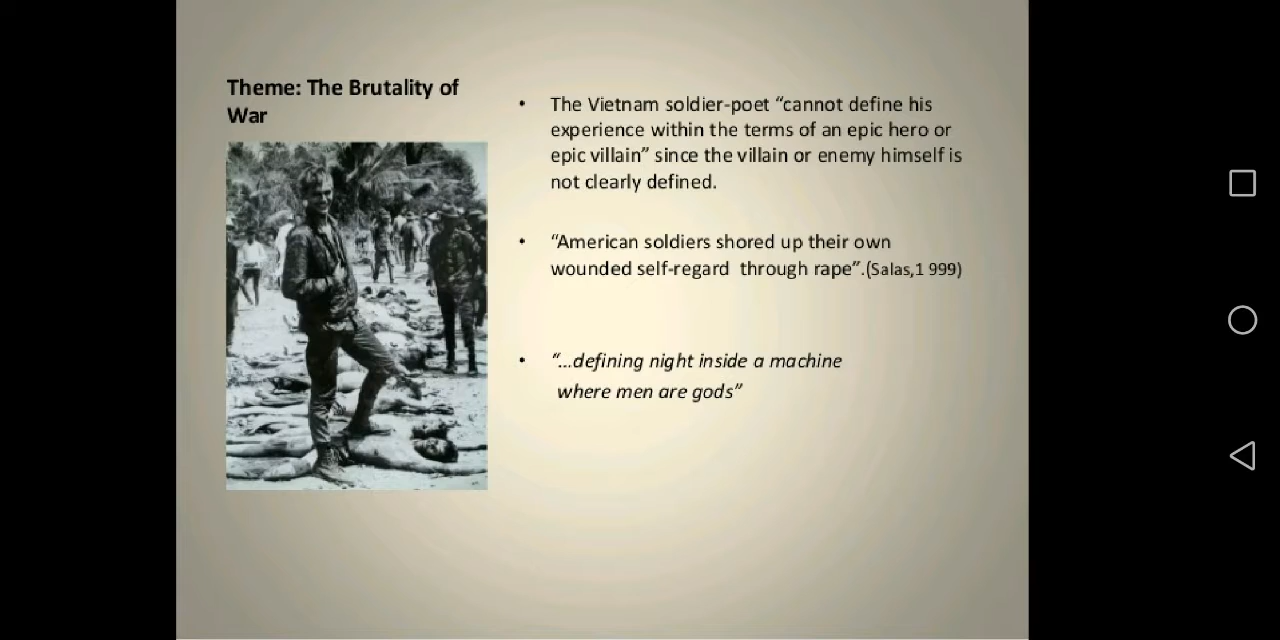 Theme: The Brutality of
War
• The Vietnam soldier-poet “cannot define his
experience within the terms of an epic hero or
epic villain” since the villain or enemy himself is
not clearly defined.
• “American soldiers shored up their own
wounded self-regard through rape”.(Salas,1 999)
• “…defining night inside a machine
where men are gods”